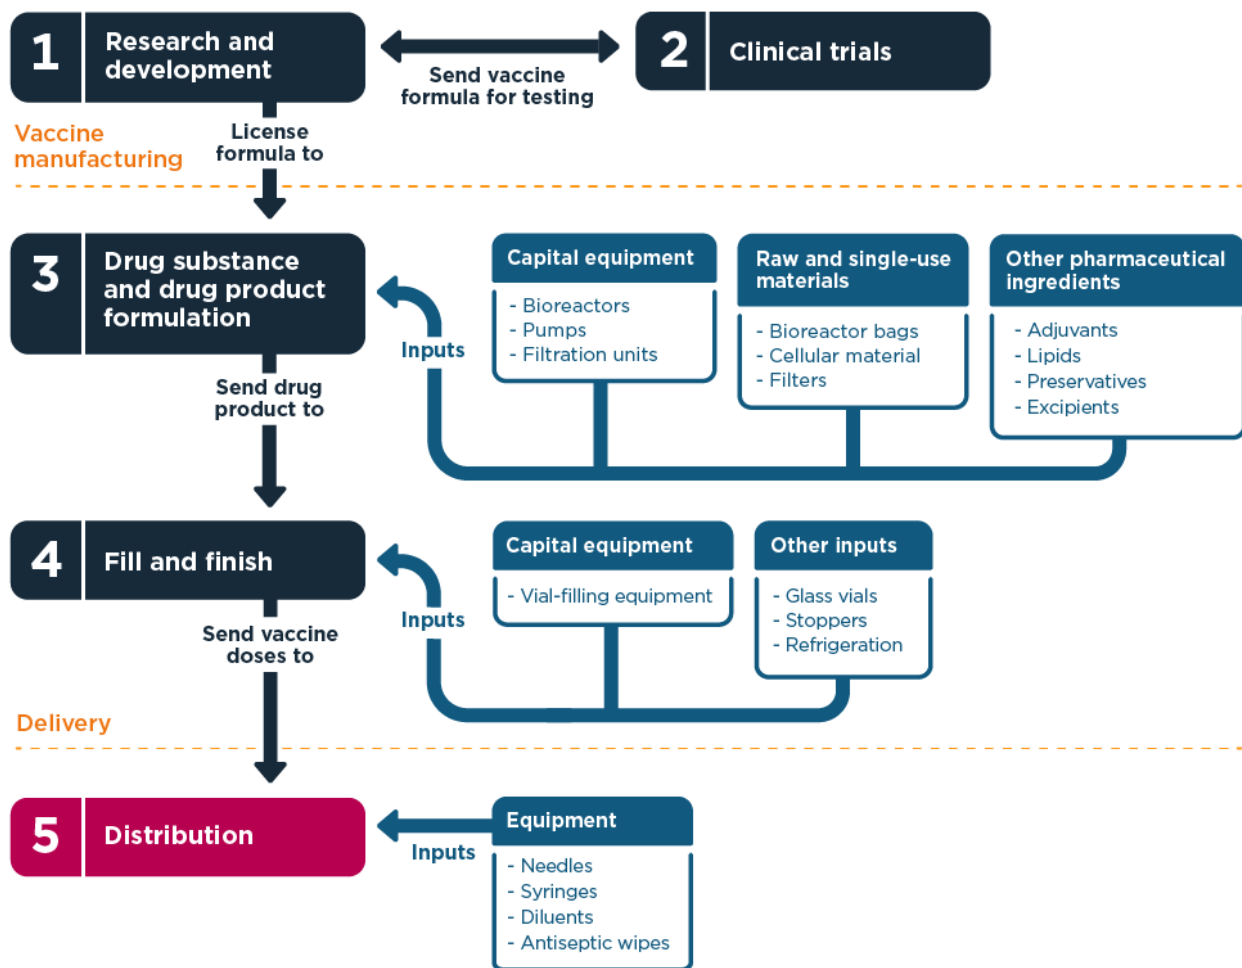 1
Research and
development
Send vaccine
formula for testing
2
Clinical trials
Vaccine
manufacturing
License
formula to
3
Drug substance
and drug product
formulation
Inputs
Capital equipment
- Bioreactors
- Pumps
- Filtration units
Raw and single-use
materials
- Bioreactor bags
- Cellular material
- Filters
Other pharmaceutical
ingredients
- Adjuvants
- Lipids
- Preservatives
- Excipients
Send drug
product to
4
Fill and finish
Inputs
Capital equipment
- Vial-filling equipment
Other inputs
- Glass vials
- Stoppers
- Refrigeration
Send vaccine
doses to
Delivery
5
Distribution
Inputs
Equipment
- Needles
- Syringes
- Diluents
- Antiseptic wipes